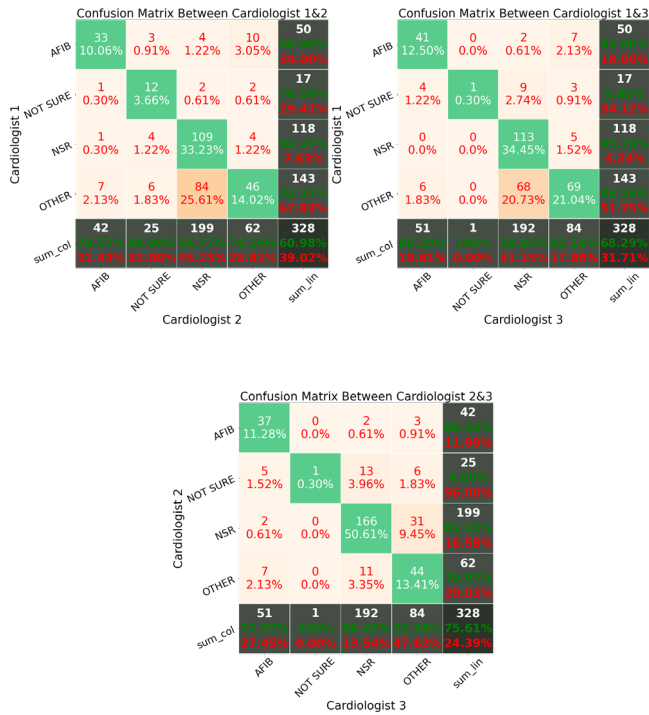 Confusion Matrix Between Cardiologist 1&2
AFIB
33 3 4 10 50
10.06% 0.91% 1.22% 3.05% 34.00%
NOT SURE
1 12 2 2 17
0.30% 3.66% 0.61% 0.61% 29.41%
NSR
1 4 109 4 118
0.30% 1.22% 33.23% 1.22% 7.63%
OTHER
7 6 84 46 143
2.13% 1.83% 25.61% 14.02% 67.83%
sum_col
42 25 199 62 328
60.98%
21.43% 52.00% 45.23% 25.81% 39.02%
AFIB NOT SURE NSR OTHER sum_lin
Cardiologist 1
Cardiologist 2
Confusion Matrix Between Cardiologist 1&3
AFIB
41 0 2 7 50
12.50% 0.0% 0.61% 2.13% 18.00%
NOT SURE
4 1 9 3 17
1.22% 0.30% 2.74% 0.91% 94.12%
NSR
0 0 113 5 118
0.0% 0.0% 34.45% 1.52% 4.24%
OTHER
6 0 68 69 143
1.83% 0.0% 20.73% 21.04% 51.75%
sum_col
51 1 192 84 328
68.29%
19.61% 0.00% 41.15% 17.86% 31.71%
AFIB NOT SURE NSR OTHER sum_lin
Cardiologist 1
Cardiologist 3
Confusion Matrix Between Cardiologist 2&3
AFIB
37 0 2 3 42
11.28% 0.0% 0.61% 0.91% 11.90%
NOT SURE
5 1 13 6 25
1.52% 0.30% 3.96% 1.83% 96.00%
NSR
2 0 166 31 199
0.61% 0.0% 50.61% 9.45% 16.58%
OTHER
7 0 11 44 62
2.13% 0.0% 3.35% 13.41% 29.03%
sum_col
51 1 192 84 328
75.61%
27.45% 0.00% 13.54% 47.62% 24.39%
AFIB NOT SURE NSR OTHER sum_lin
Cardiologist 2
Cardiologist 3